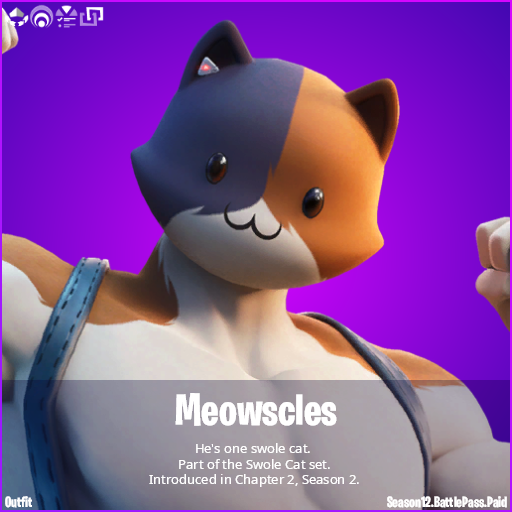 Meowscles
He's one swole cat.
Part of the Swole Cat set.
Introduced in Chapter 2, Season 2.
Outfit
Season12.BattlePass.Paid